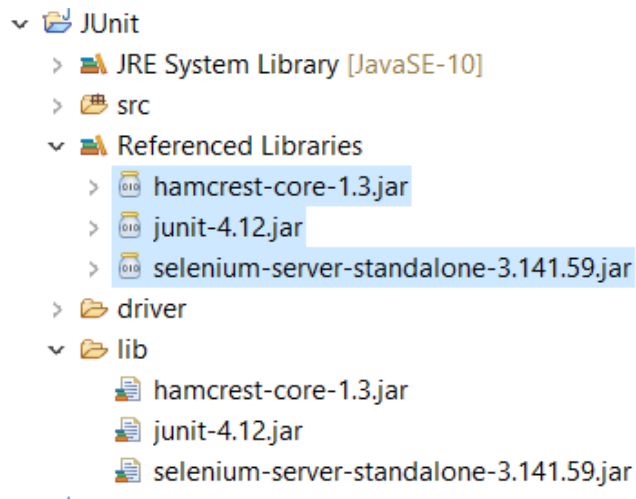 JUnit
JRE System Library [JavaSE-10]
src
Referenced Libraries
hamcrest-core-1.3.jar
junit-4.12.jar
selenium-server-standalone-3.141.59.jar
driver
lib
hamcrest-core-1.3.jar
junit-4.12.jar
selenium-server-standalone-3.141.59.jar